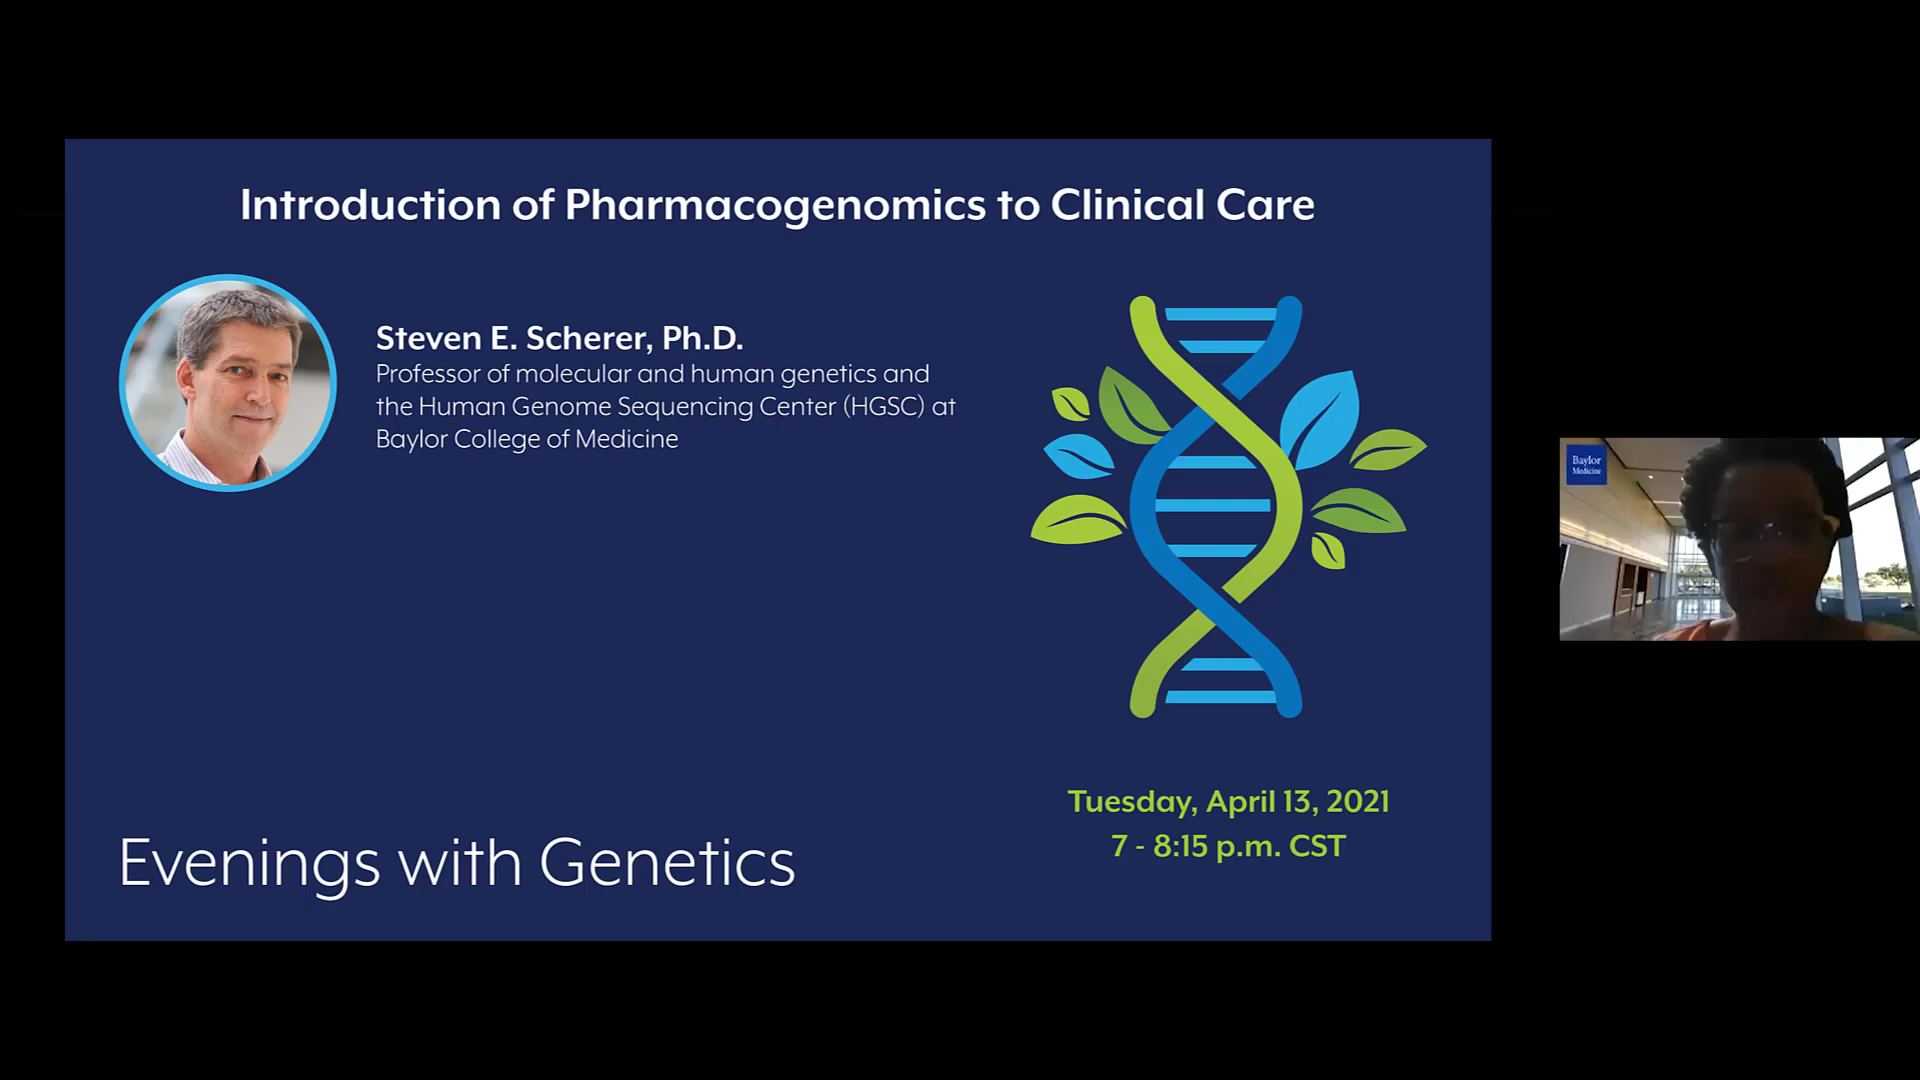 Introduction of Pharmacogenomics to Clinical Care
Steven E. Scherer, Ph.D.
Professor of molecular and human genetics and
the Human Genome Sequencing Center (HGSC) at
Baylor College of Medicine
Tuesday, April 13, 2021
7 - 8:15 p.m. CST
Evenings with Genetics
Baylor
Medicine